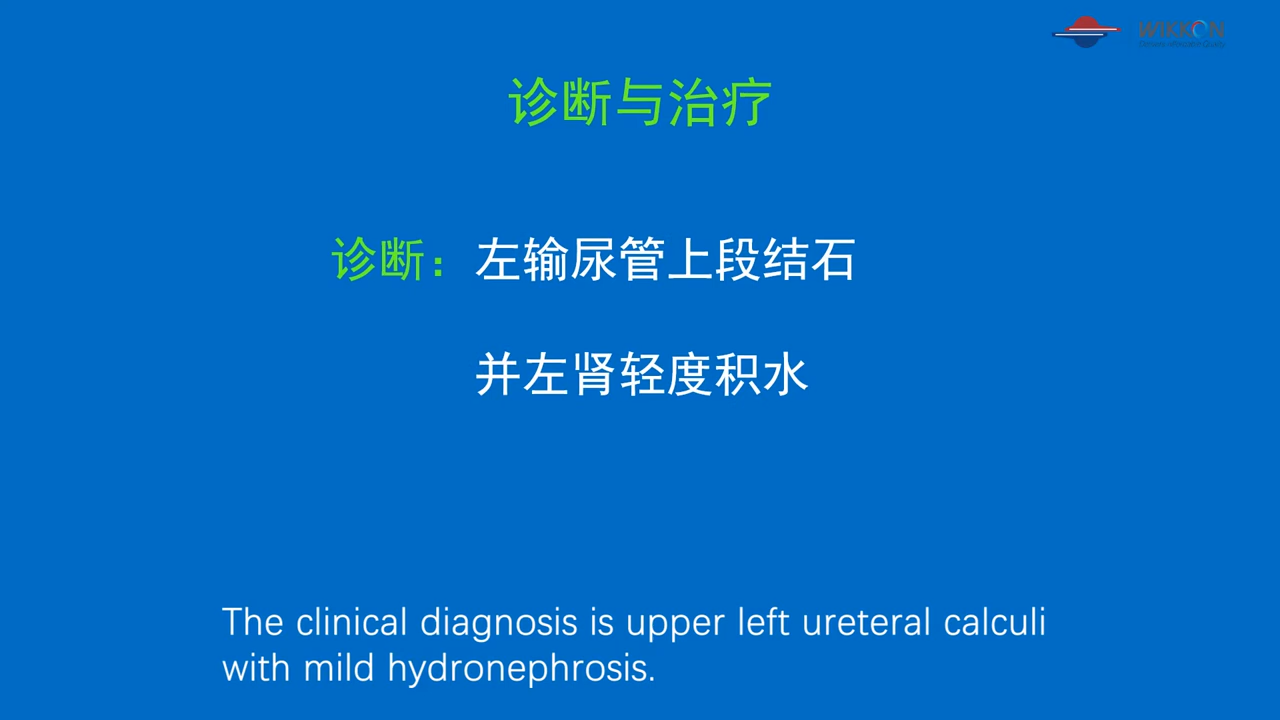 WIKKON
诊断与治疗
诊断：左输尿管上段结石
并左肾轻度积水
The clinical diagnosis is upper left ureteral calculi
with mild hydronephrosis.